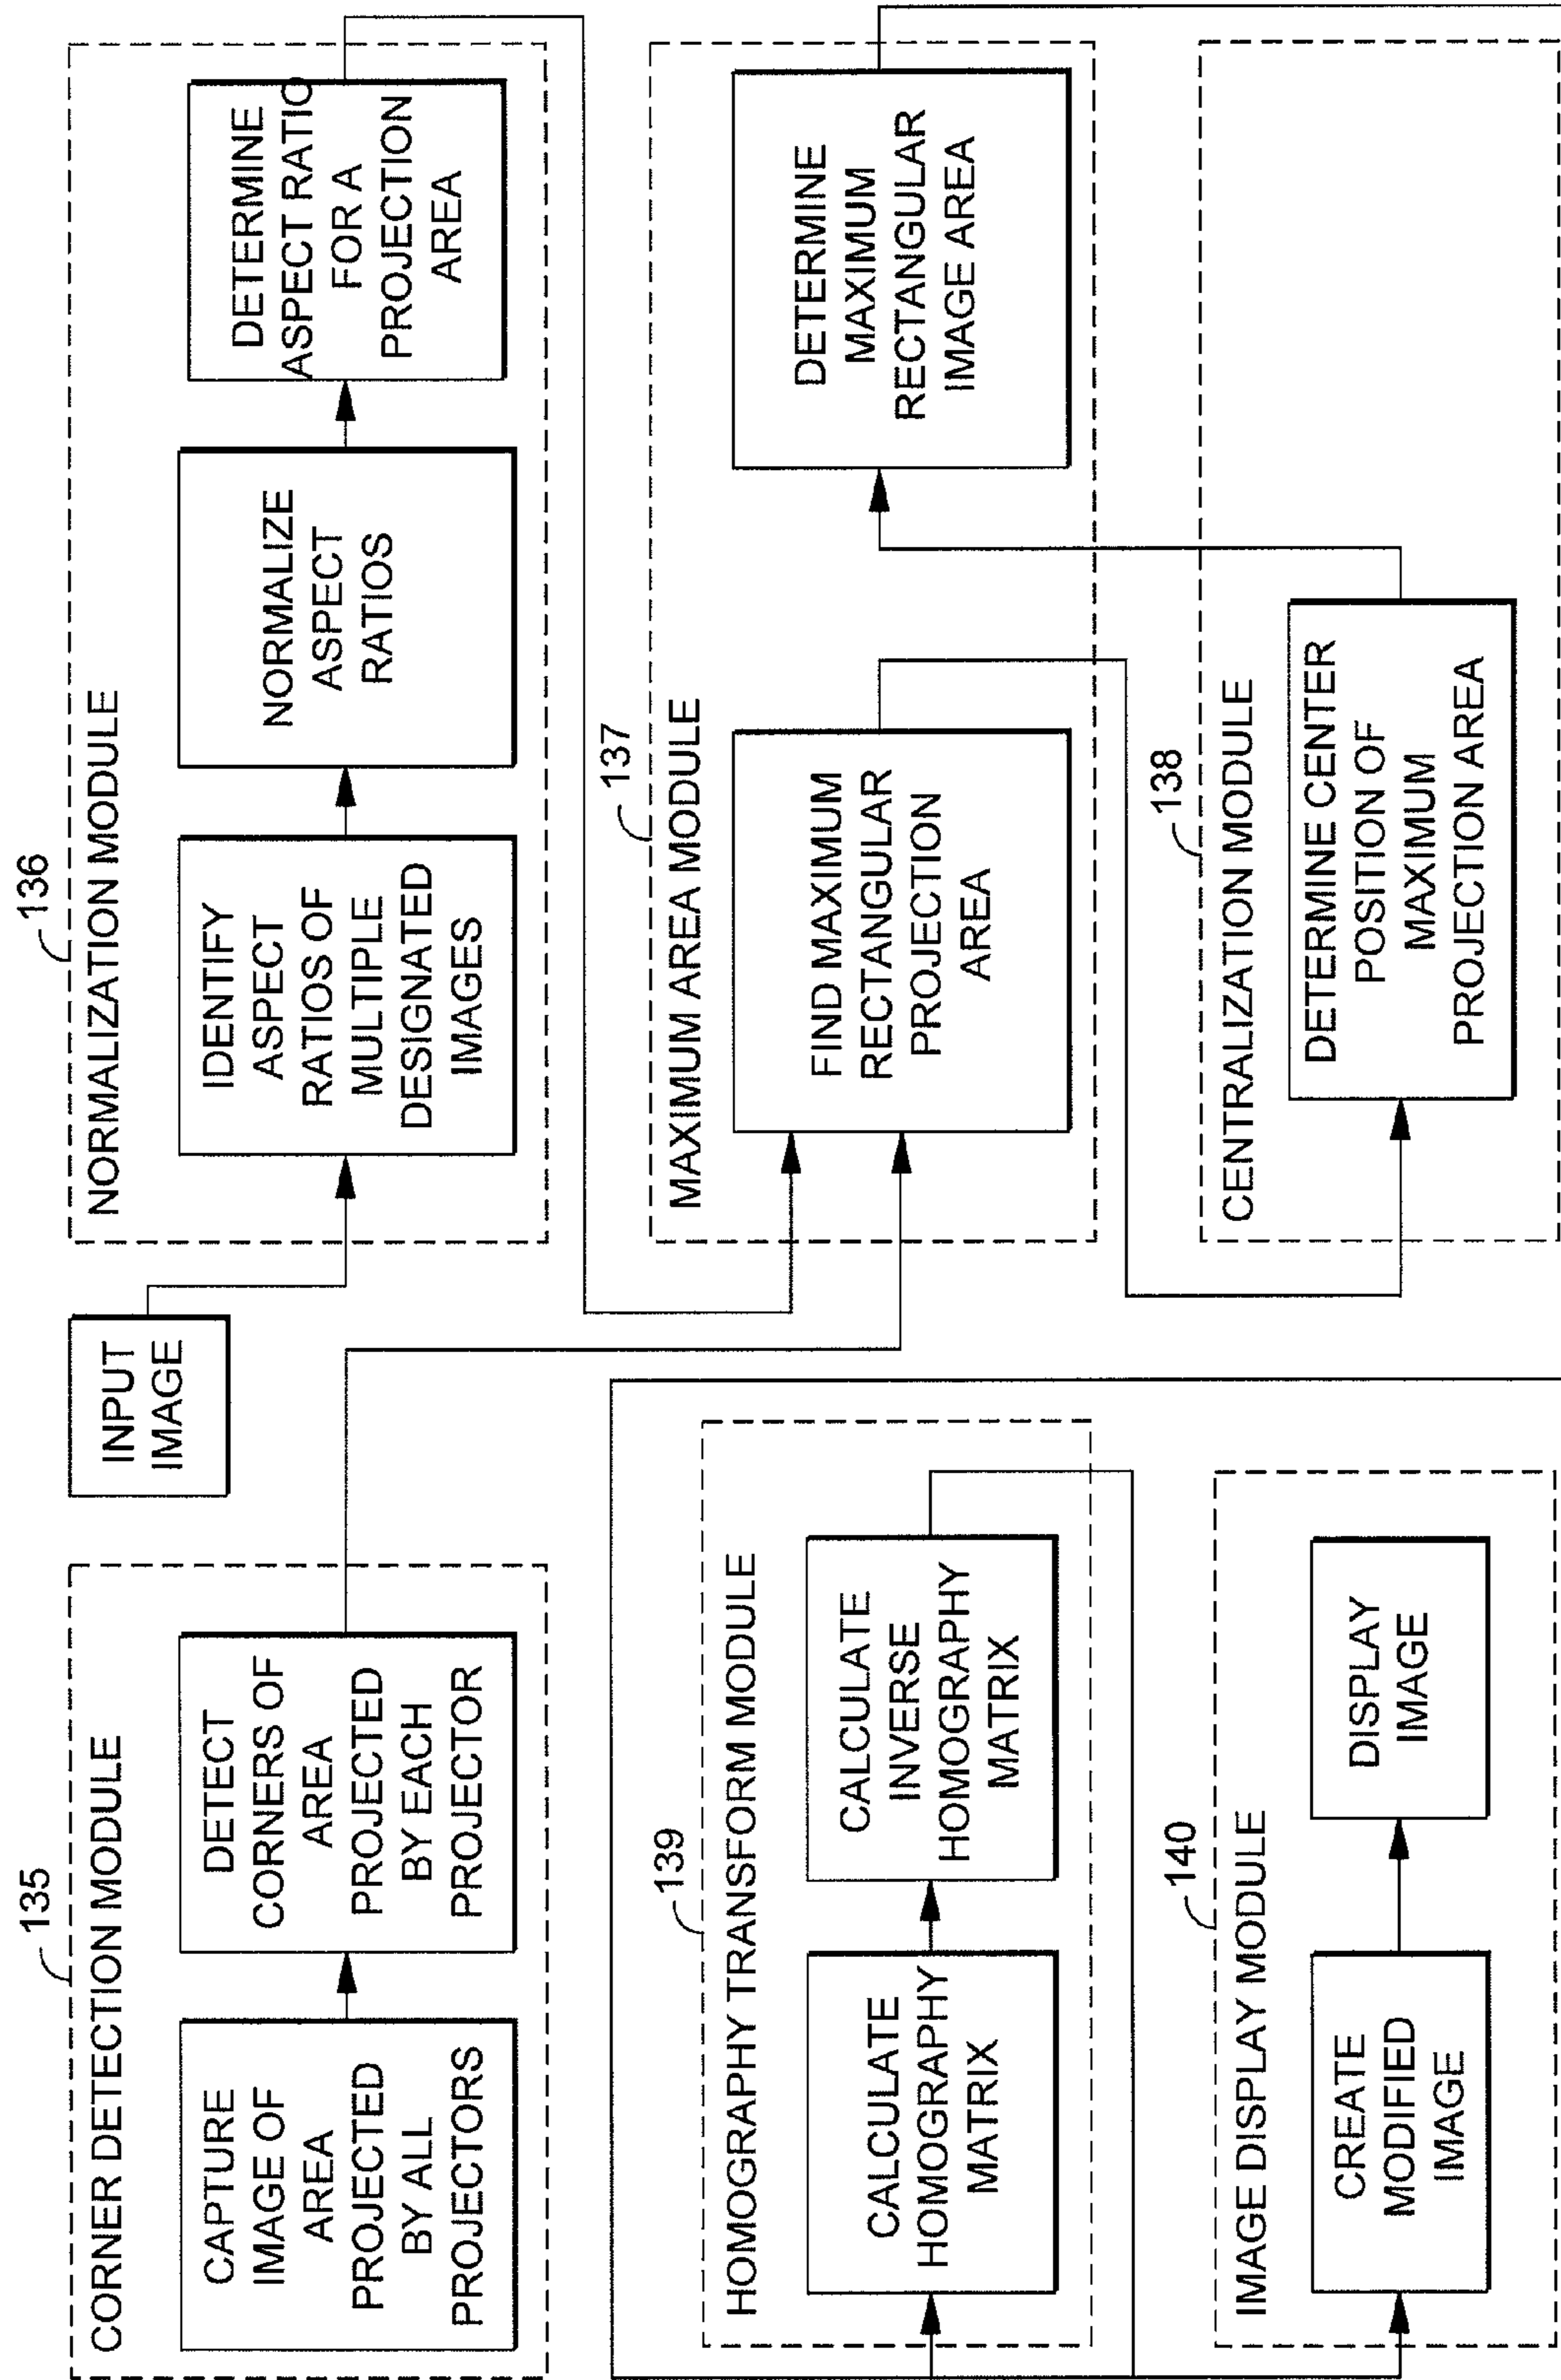 135
CORNER DETECTION MODULE
CAPTURE
IMAGE OF
AREA
PROJECTED
BY ALL
PROJECTORS
DETECT
CORNERS OF
AREA
PROJECTED
BY EACH
PROJECTOR
INPUT
IMAGE
136
NORMALIZATION MODULE
IDENTIFY
ASPECT
RATIOS OF
MULTIPLE
DESIGNATED
IMAGES
NORMALIZE
ASPECT
RATIOS
DETERMINE
ASPECT RATIO
FOR A
PROJECTION
AREA
137
MAXIMUM AREA MODULE
FIND MAXIMUM
RECTANGULAR
PROJECTION
AREA
DETERMINE
MAXIMUM
RECTANGULAR
IMAGE AREA
138
CENTRALIZATION MODULE
DETERMINE CENTER
POSITION OF
MAXIMUM
PROJECTION AREA
139
HOMOGRAPHY TRANSFORM MODULE
CALCULATE
HOMOGRAPHY
MATRIX
CALCULATE
INVERSE
HOMOGRAPHY
MATRIX
140
IMAGE DISPLAY MODULE
CREATE
MODIFIED
IMAGE
DISPLAY
IMAGE